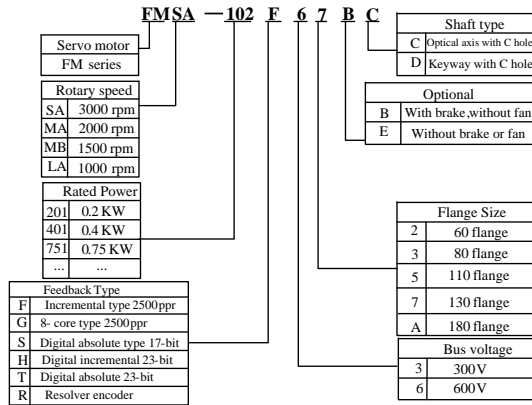 FMSA — 102 F 6 7 B C
Servo motor
FM series
Rotary speed
SA 3000 rpm
MA 2000 rpm
MB 1500 rpm
LA 1000 rpm
Rated Power
201 0.2 KW
401 0.4 KW
751 0.75 KW
... ...
Feedback Type
F Incremental type 2500ppr
G 8- core type 2500ppr
S Digital absolute type 17-bit
H Digital incremental 23-bit
T Digital absolute 23-bit
R Resolver encoder
Shaft type
C Optical axis with C hole
D Keyway with C hole
Optional
B With brake,without fan
E Without brake or fan
Flange Size
2 60 flange
3 80 flange
5 110 flange
7 130 flange
A 180 flange
Bus voltage
3 300V
6 600V